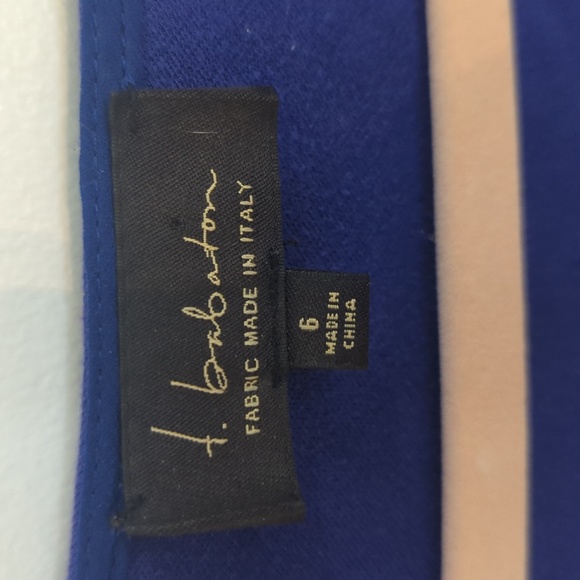 t. babaton
FABRIC MADE IN ITALY
6
MADE IN
CHINA